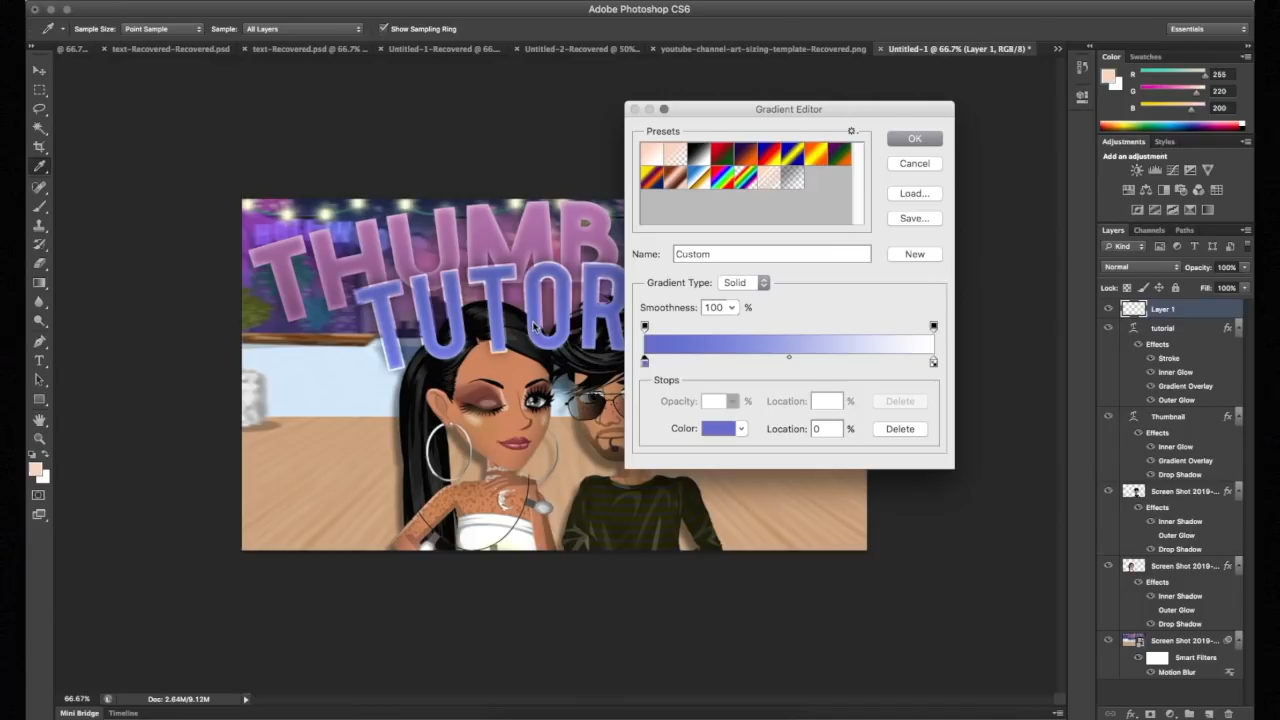 Adobe Photoshop CS6
Sample Size: Point Sample Sample: All Layers Show Sampling Ring Essentials
@ 66.7... text-Recovered-Recovered.psd text-Recovered.psd @ 66.7% ... Untitled-1-Recovered @ 66.... Untitled-2-Recovered @ 50%... youtube-channel-art-sizing-template-Recovered.png Untitled-1 @ 66.7% (Layer 1, RGB/8) *
Color Swatches
R 255
G 220
B 200
Adjustments Styles
Add an adjustment
Layers Channels Paths
Kind
Normal Opacity: 100%
Lock: Fill: 100%
Layer 1
tutorial fx
Effects
Stroke
Inner Glow
Gradient Overlay
Outer Glow
Thumbnail fx
Effects
Inner Glow
Gradient Overlay
Drop Shadow
Screen Shot 2019-... fx
Effects
Inner Shadow
Outer Glow
Drop Shadow
Screen Shot 2019-... fx
Effects
Inner Shadow
Outer Glow
Drop Shadow
Screen Shot 2019-...
Smart Filters
Motion Blur
Gradient Editor
Presets
OK
Cancel
Load...
Save...
Name: Custom New
Gradient Type: Solid
Smoothness: 100 %
Stops
Opacity: % Location: % Delete
Color: Location: 0 % Delete
THUMB
TUTOR
66.67% Doc: 2.64M/9.12M
Mini Bridge Timeline